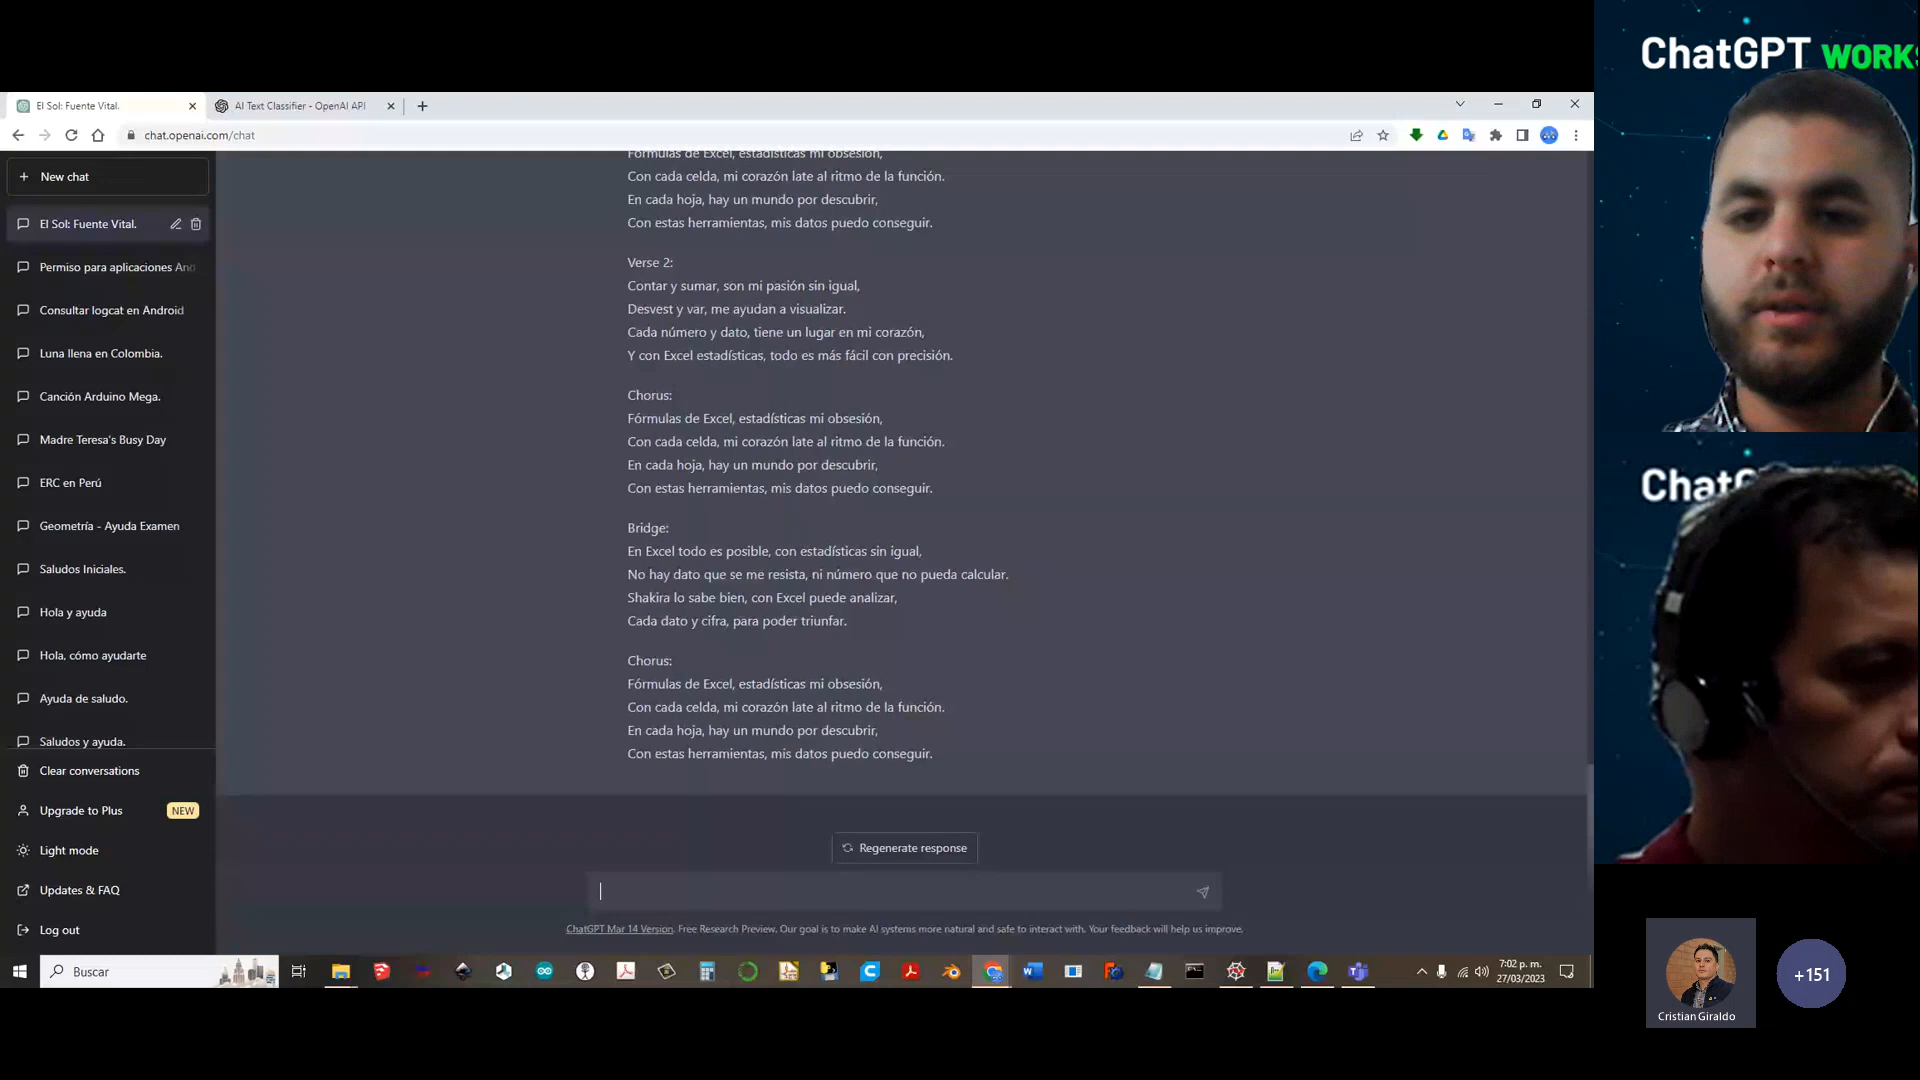 ChatGPT WORKS
El Sol: Fuente Vital.
AI Text Classifier - OpenAI API
chat.openai.com/chat
New chat
El Sol: Fuente Vital.
Permiso para aplicaciones And
Consultar logcat en Android
Luna llena en Colombia.
Canción Arduino Mega.
Madre Teresa's Busy Day
ERC en Perú
Geometría - Ayuda Examen
Saludos Iniciales.
Hola y ayuda
Hola, cómo ayudarte
Ayuda de saludo.
Saludos y ayuda.
Clear conversations
Upgrade to Plus NEW
Light mode
Updates & FAQ
Log out
Fórmulas de Excel, estadísticas mi obsesión,
Con cada celda, mi corazón late al ritmo de la función.
En cada hoja, hay un mundo por descubrir,
Con estas herramientas, mis datos puedo conseguir.
Verse 2:
Contar y sumar, son mi pasión sin igual,
Desvest y var, me ayudan a visualizar.
Cada número y dato, tiene un lugar en mi corazón,
Y con Excel estadísticas, todo es más fácil con precisión.
Chorus:
Fórmulas de Excel, estadísticas mi obsesión,
Con cada celda, mi corazón late al ritmo de la función.
En cada hoja, hay un mundo por descubrir,
Con estas herramientas, mis datos puedo conseguir.
Bridge:
En Excel todo es posible, con estadísticas sin igual,
No hay dato que se me resista, ni número que no pueda calcular.
Shakira lo sabe bien, con Excel puede analizar,
Cada dato y cifra, para poder triunfar.
Chorus:
Fórmulas de Excel, estadísticas mi obsesión,
Con cada celda, mi corazón late al ritmo de la función.
En cada hoja, hay un mundo por descubrir,
Con estas herramientas, mis datos puedo conseguir.
Regenerate response
ChatGPT Mar 14 Version. Free Research Preview. Our goal is to make AI systems more natural and safe to interact with. Your feedback will help us improve.
Buscar
7:02 p. m.
27/03/2023
Chat
Cristian Giraldo
+151